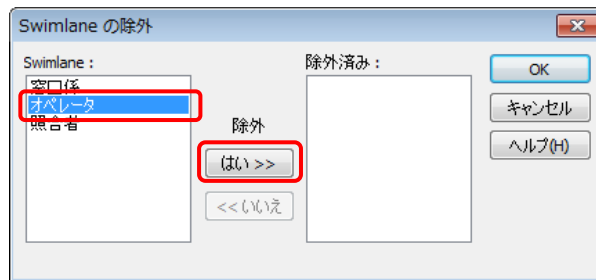 Swimlane の除外
Swimlane :
窓口係
オペレータ
照合者
除外
はい >>
<< いいえ
除外済み :
OK
キャンセル
ヘルプ(H)